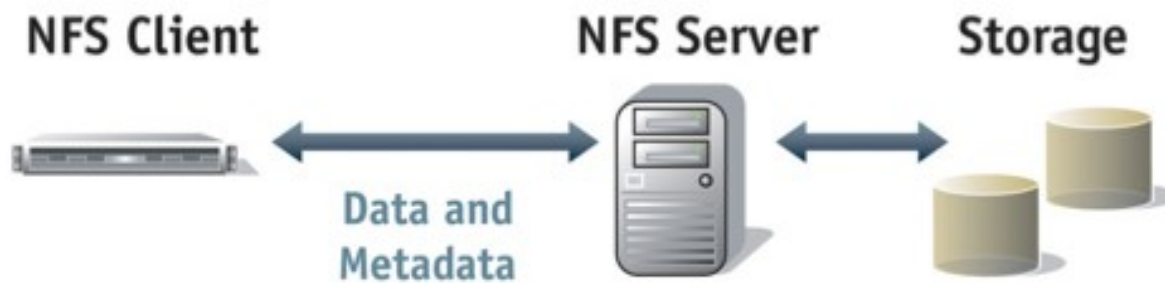 NFS Client
NFS Server
Storage
Data and
Metadata